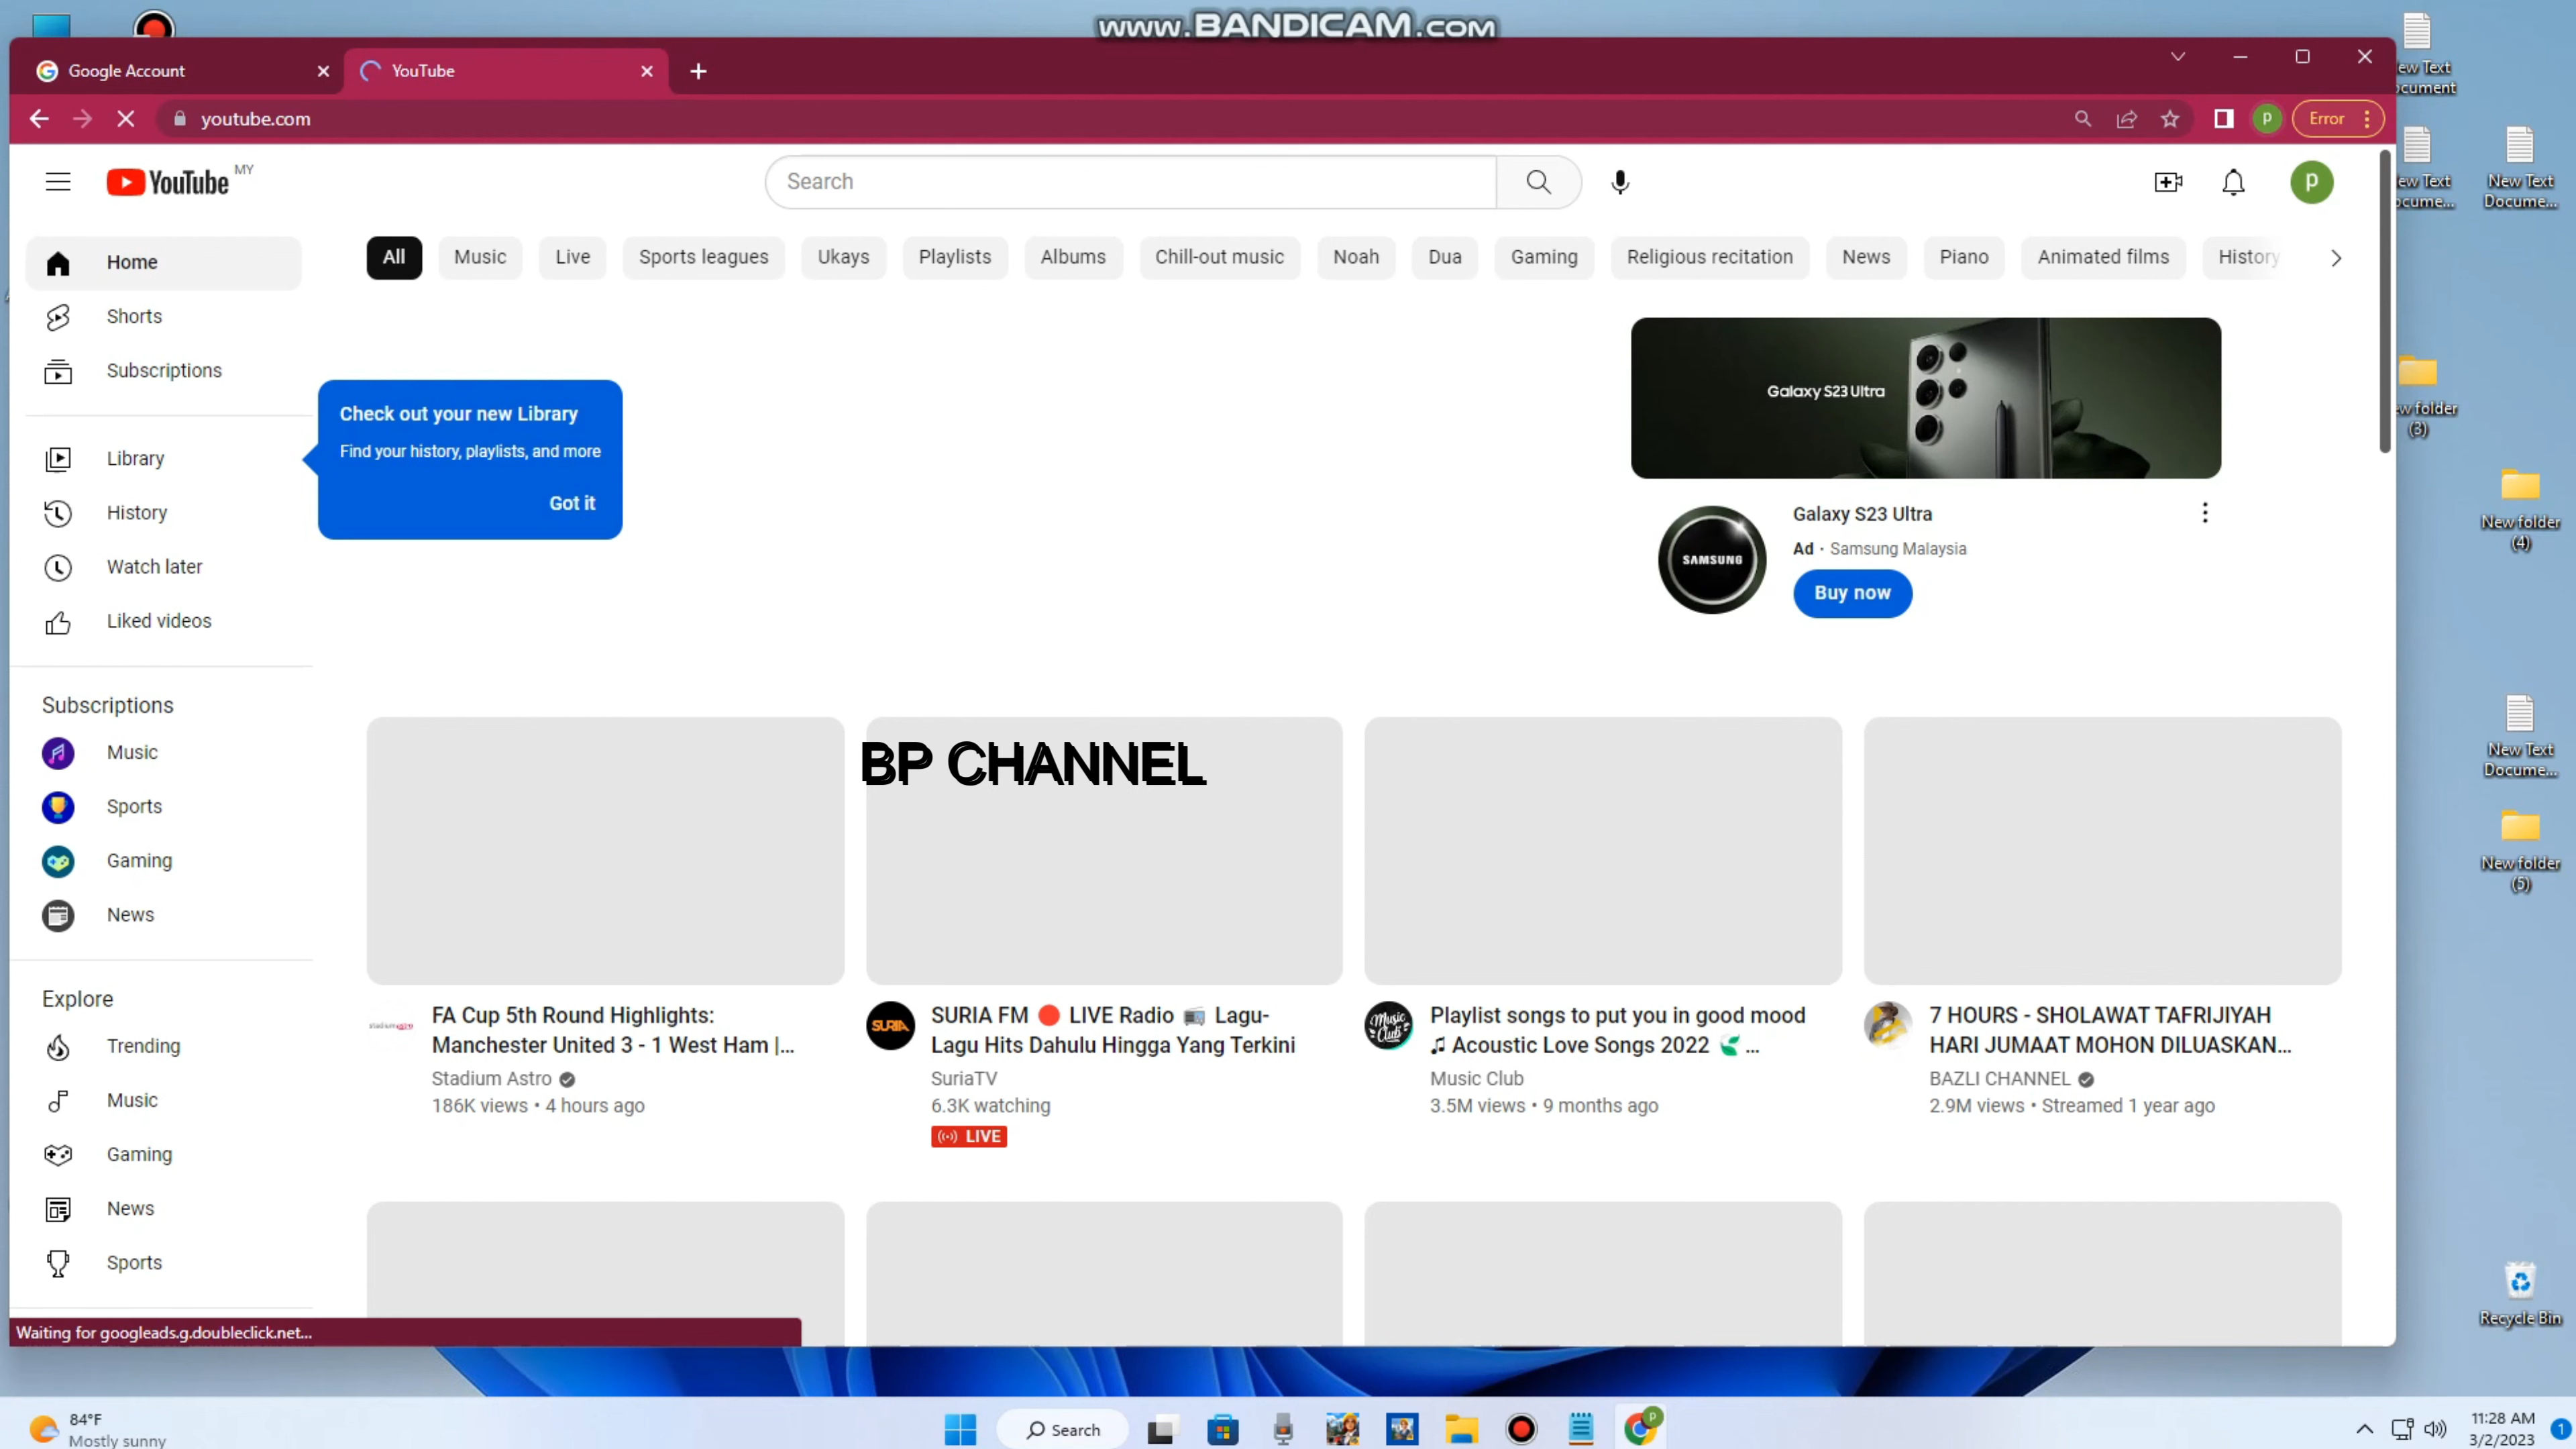 www.BANDICAM.com
Google Account
YouTube
youtube.com
Error
YouTube MY
Search
p
All
Music
Live
Sports leagues
Ukays
Playlists
Albums
Chill-out music
Noah
Dua
Gaming
Religious recitation
News
Piano
Animated films
History
Home
Shorts
Subscriptions
Library
History
Watch later
Liked videos
Check out your new Library
Find your history, playlists, and more
Got it
Galaxy S23 Ultra
SAMSUNG
Galaxy S23 Ultra
Ad · Samsung Malaysia
Buy now
Subscriptions
Music
Sports
Gaming
News
BP CHANNEL
Explore
Trending
Music
Gaming
News
Sports
FA Cup 5th Round Highlights:
Manchester United 3 - 1 West Ham |...
Stadium Astro
186K views • 4 hours ago
SURIA
SURIA FM 🔴 LIVE Radio 📻 Lagu-
Lagu Hits Dahulu Hingga Yang Terkini
SuriaTV
6.3K watching
LIVE
Music Club
Playlist songs to put you in good mood
♫ Acoustic Love Songs 2022 🍃 ...
Music Club
3.5M views • 9 months ago
7 HOURS - SHOLAWAT TAFRIJIYAH
HARI JUMAAT MOHON DILUASKAN...
BAZLI CHANNEL
2.9M views • Streamed 1 year ago
Waiting for googleads.g.doubleclick.net...
New Text
Docume...
New folder
(4)
New Text
Docume...
New folder
(5)
Recycle Bin
84°F
Mostly sunny
Search
11:28 AM
3/2/2023
1